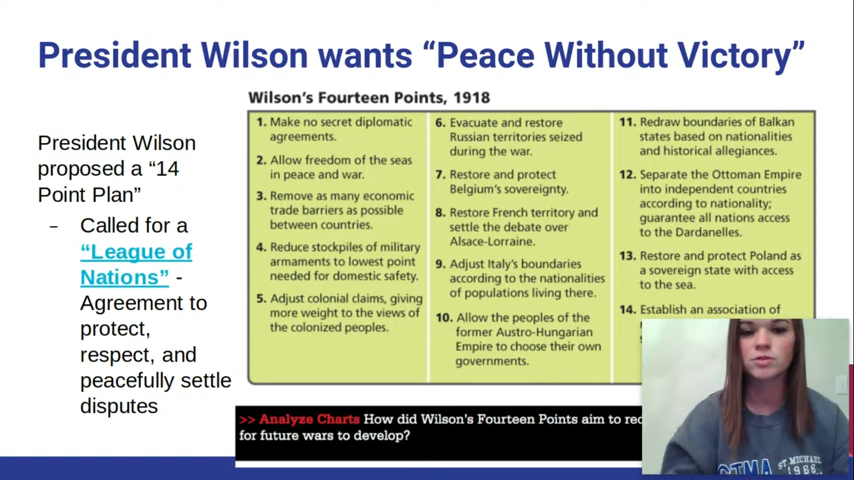 President Wilson wants “Peace Without Victory”
President Wilson
proposed a “14
Point Plan”
– Called for a
“League of
Nations” -
Agreement to
protect,
respect, and
peacefully settle
disputes
Wilson's Fourteen Points, 1918
1. Make no secret diplomatic
agreements.
2. Allow freedom of the seas
in peace and war.
3. Remove as many economic
trade barriers as possible
between countries.
4. Reduce stockpiles of military
armaments to lowest point
needed for domestic safety.
5. Adjust colonial claims, giving
more weight to the views of
the colonized peoples.
6. Evacuate and restore
Russian territories seized
during the war.
7. Restore and protect
Belgium's sovereignty.
8. Restore French territory and
settle the debate over
Alsace-Lorraine.
9. Adjust Italy's boundaries
according to the nationalities
of populations living there.
10. Allow the peoples of the
former Austro-Hungarian
Empire to choose their own
governments.
11. Redraw boundaries of Balkan
states based on nationalities
and historical allegiances.
12. Separate the Ottoman Empire
into independent countries
according to nationality;
guarantee all nations access
to the Dardanelles.
13. Restore and protect Poland as
a sovereign state with access
to the sea.
14. Establish an association of
>> Analyze Charts How did Wilson's Fourteen Points aim to
for future wars to develop?
ST MICHAEL